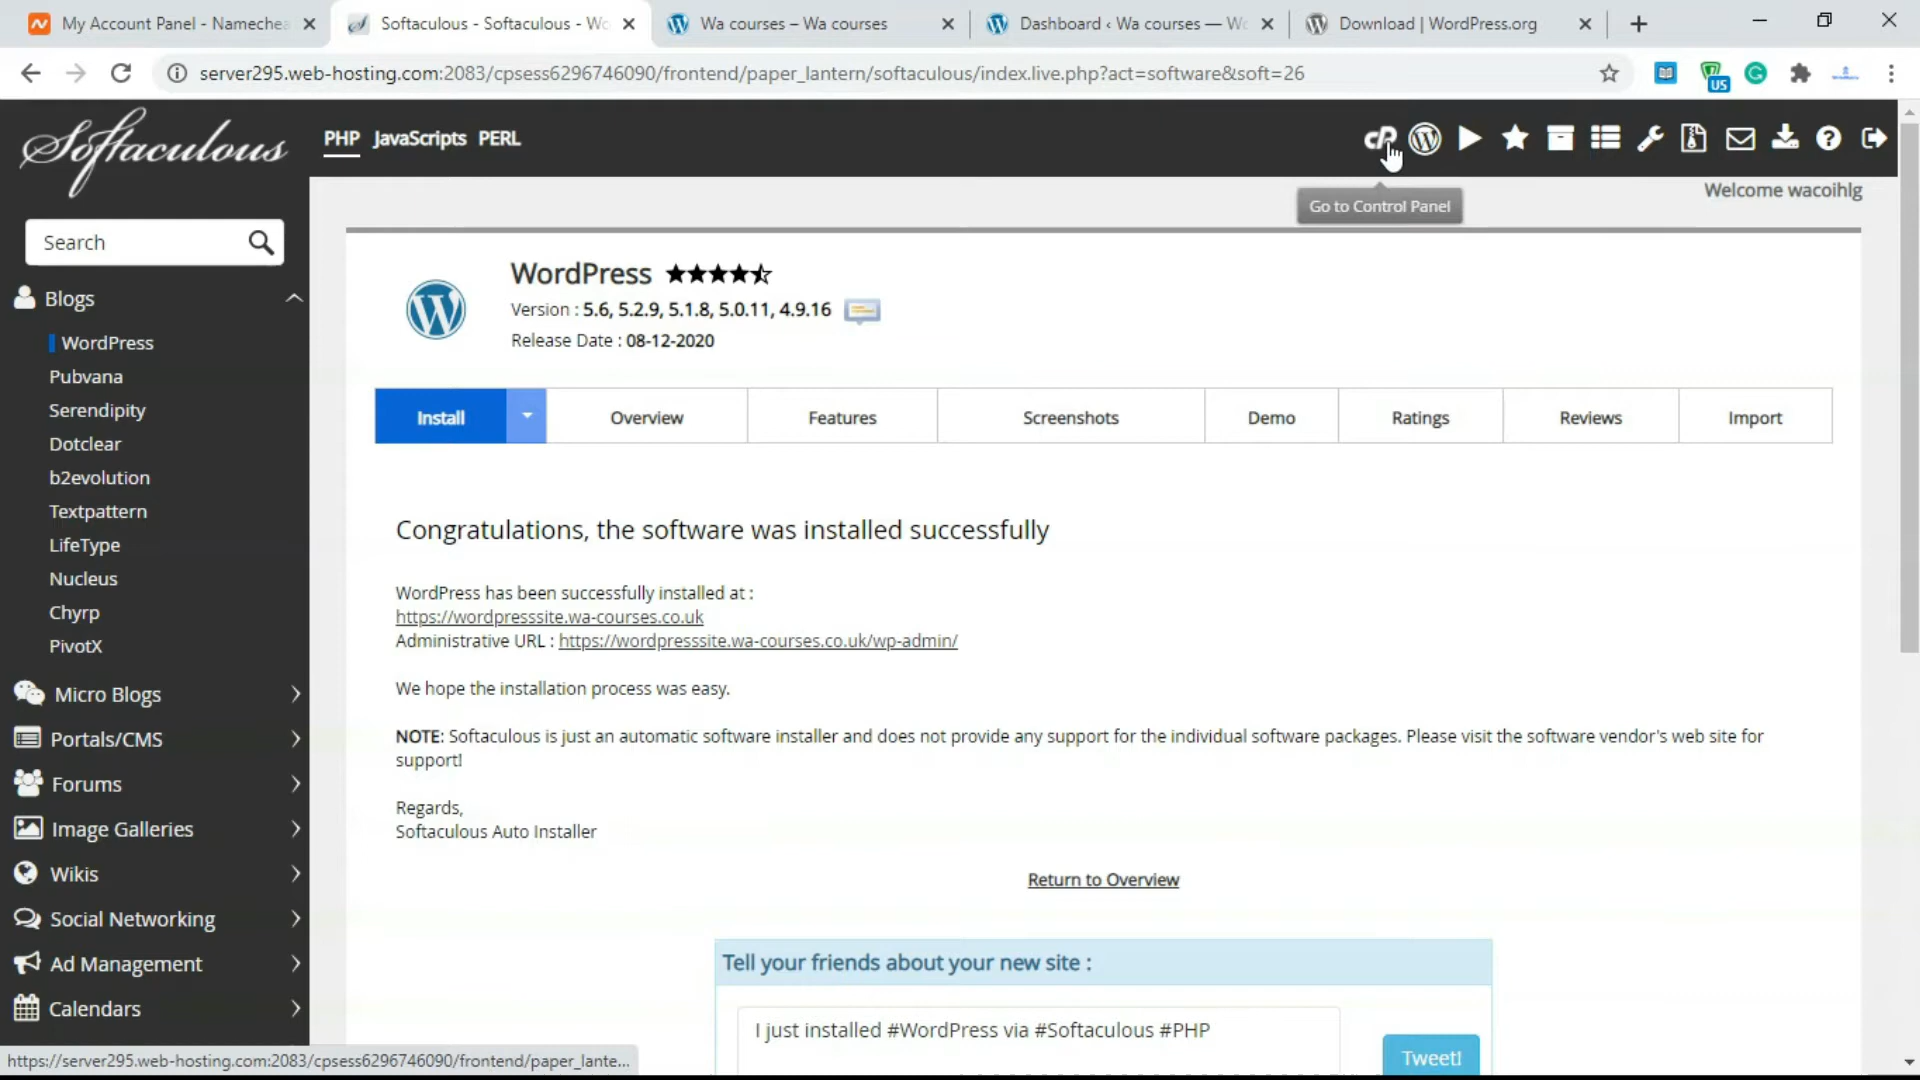 My Account Panel - Namechea
Softaculous - Softaculous - Wo
Wa courses – Wa courses
Dashboard ‹ Wa courses — Wo
Download | WordPress.org
server295.web-hosting.com:2083/cpsess6296746090/frontend/paper_lantern/softaculous/index.live.php?act=software&soft=26
US
Softaculous
PHP JavaScripts PERL
cP
Go to Control Panel
Welcome wacoihlg
Search
Blogs
WordPress
Pubvana
Serendipity
Dotclear
b2evolution
Textpattern
LifeType
Nucleus
Chyrp
PivotX
Micro Blogs
Portals/CMS
Forums
Image Galleries
Wikis
Social Networking
Ad Management
Calendars
WordPress
Version : 5.6, 5.2.9, 5.1.8, 5.0.11, 4.9.16
Release Date : 08-12-2020
Install
Overview
Features
Screenshots
Demo
Ratings
Reviews
Import
Congratulations, the software was installed successfully
WordPress has been successfully installed at :
https://wordpresssite.wa-courses.co.uk
Administrative URL : https://wordpresssite.wa-courses.co.uk/wp-admin/
We hope the installation process was easy.
NOTE: Softaculous is just an automatic software installer and does not provide any support for the individual software packages. Please visit the software vendor's web site for
support!
Regards,
Softaculous Auto Installer
Return to Overview
Tell your friends about your new site :
I just installed #WordPress via #Softaculous #PHP
Tweet!
https://server295.web-hosting.com:2083/cpsess6296746090/frontend/paper_lante...